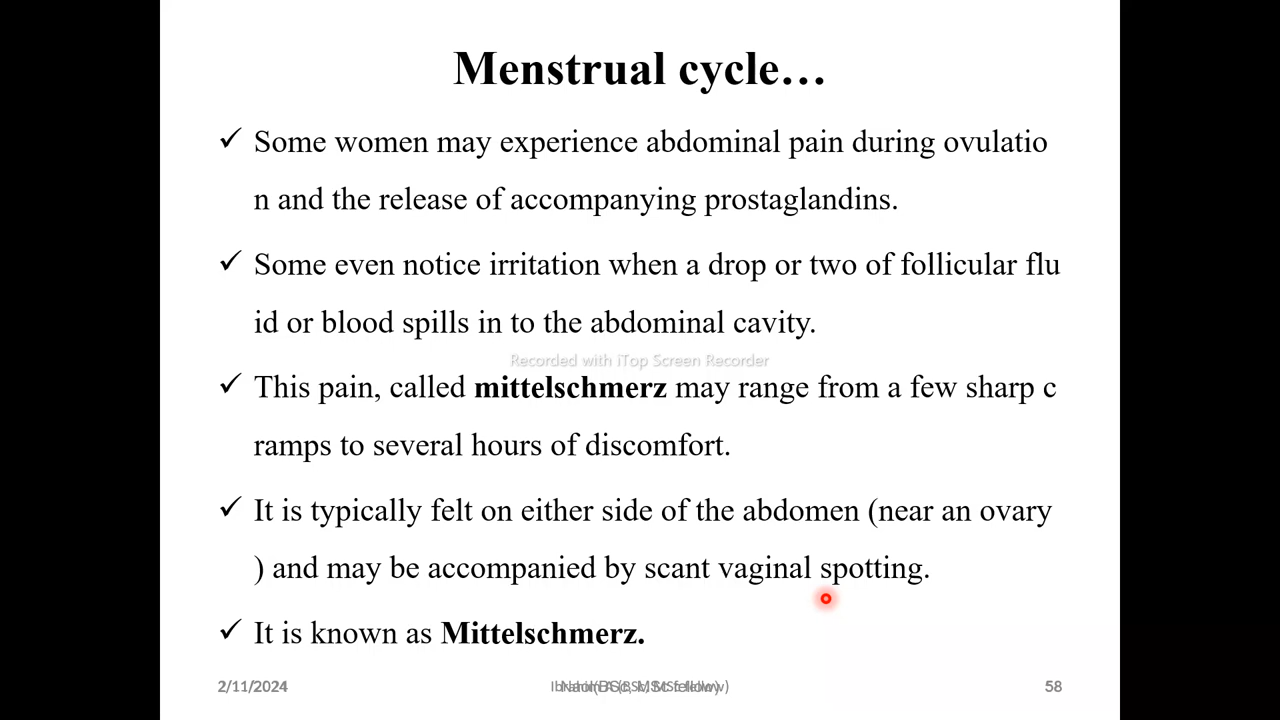 Menstrual cycle…
✓ Some women may experience abdominal pain during ovulatio
n and the release of accompanying prostaglandins.
✓ Some even notice irritation when a drop or two of follicular flu
id or blood spills in to the abdominal cavity.
Recorded with iTop Screen Recorder
✓ This pain, called mittelschmerz may range from a few sharp c
ramps to several hours of discomfort.
✓ It is typically felt on either side of the abdomen (near an ovary
) and may be accompanied by scant vaginal spotting.
✓ It is known as Mittelschmerz.
2/11/2024 58